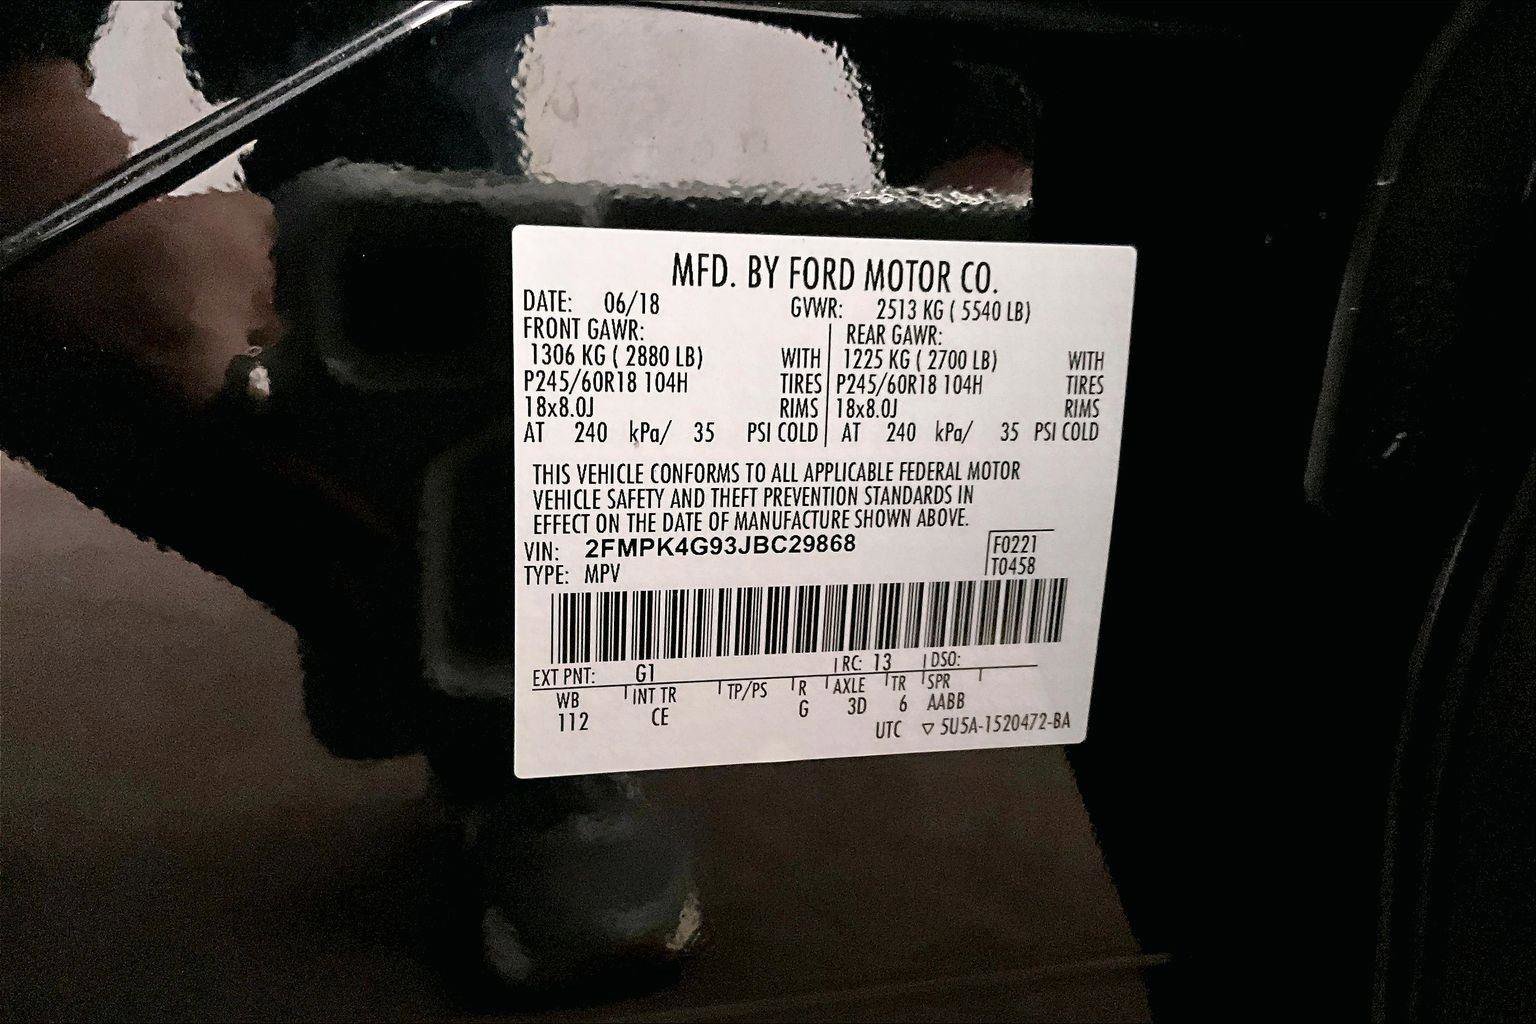 MFD. BY FORD MOTOR CO.
DATE: 06/18 GVWR: 2513 KG ( 5540 LB)
FRONT GAWR: REAR GAWR:
1306 KG ( 2880 LB) WITH 1225 KG ( 2700 LB) WITH
P245/60R18 104H TIRES P245/60R18 104H TIRES
18x8.0J RIMS 18x8.0J RIMS
AT 240 kPa/ 35 PSI COLD AT 240 kPa/ 35 PSI COLD
THIS VEHICLE CONFORMS TO ALL APPLICABLE FEDERAL MOTOR
VEHICLE SAFETY AND THEFT PREVENTION STANDARDS IN
EFFECT ON THE DATE OF MANUFACTURE SHOWN ABOVE.
VIN: 2FMPK4G93JBC29868 F0221
TYPE: MPV T0458
EXT PNT: G1 RC: 13 DSO:
WB INT TR TP/PS R AXLE TR SPR
112 CE G 3D 6 AABB
UTC ▽ 5U5A-1520472-BA